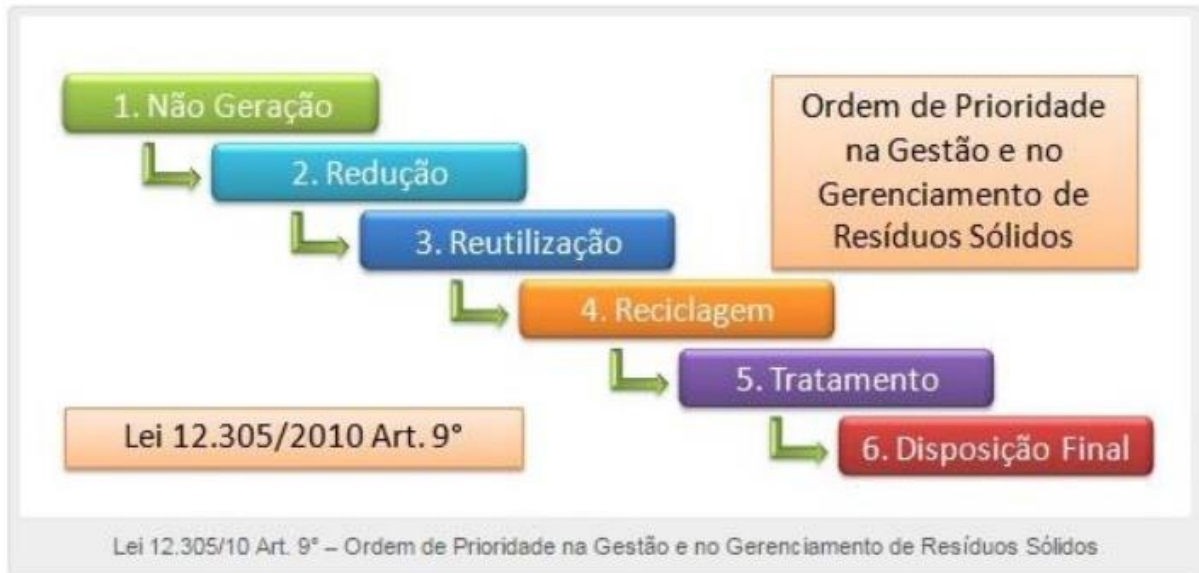 1. Não Geração
2. Redução
3. Reutilização
4. Reciclagem
5. Tratamento
6. Disposição Final
Ordem de Prioridade
na Gestão e no
Gerenciamento de
Resíduos Sólidos
Lei 12.305/2010 Art. 9°
Lei 12.305/10 Art. 9° – Ordem de Prioridade na Gestão e no Gerenciamento de Resíduos Sólidos